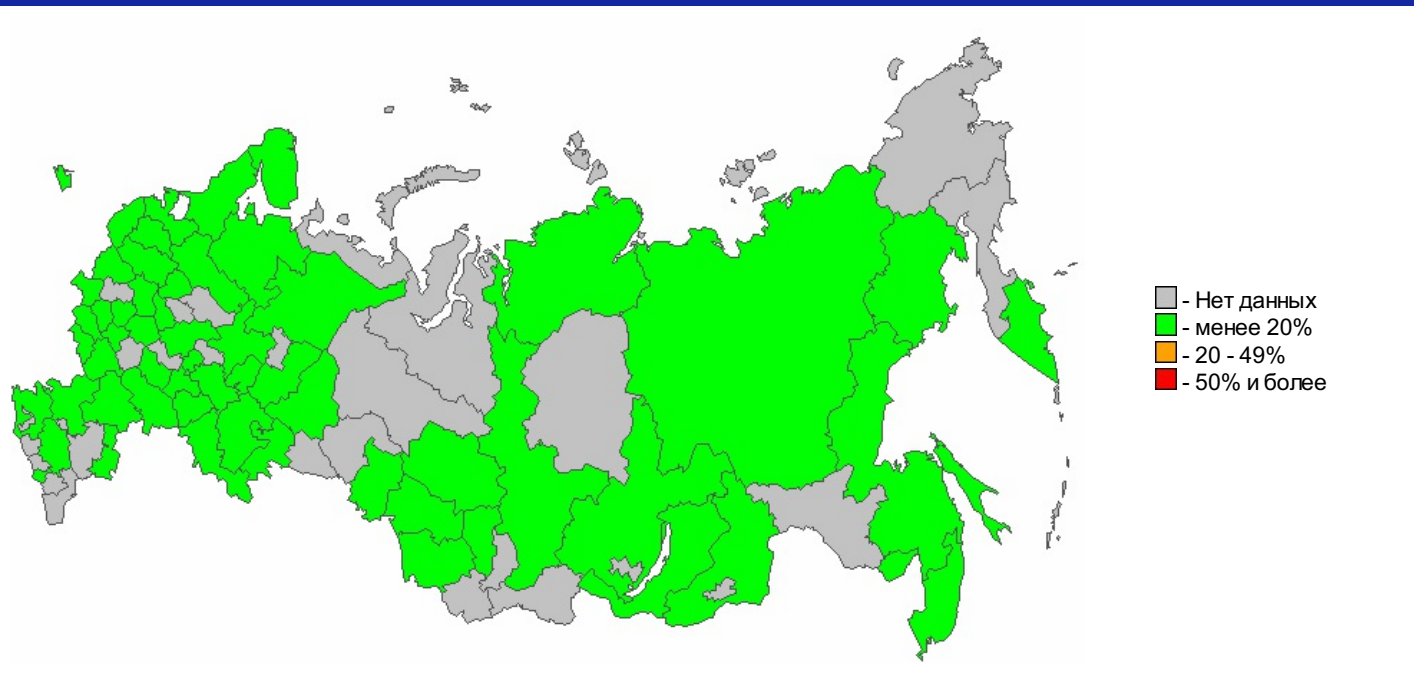 - Нет данных
- менее 20%
- 20 - 49%
- 50% и более